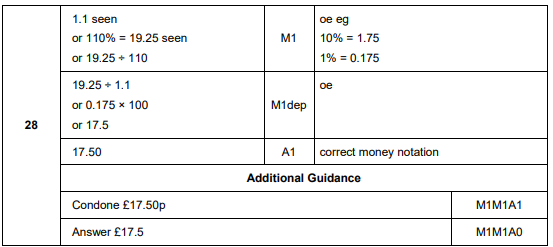 1.1 seen
or 110% = 19.25 seen
or 19.25 ÷ 110
M1
oe eg
10% = 1.75
1% = 0.175
28
19.25 ÷ 1.1
or 0.175 × 100
or 17.5
M1dep
oe
17.50
A1
correct money notation
Additional Guidance
Condone £17.50p
M1M1A1
Answer £17.5
M1M1A0